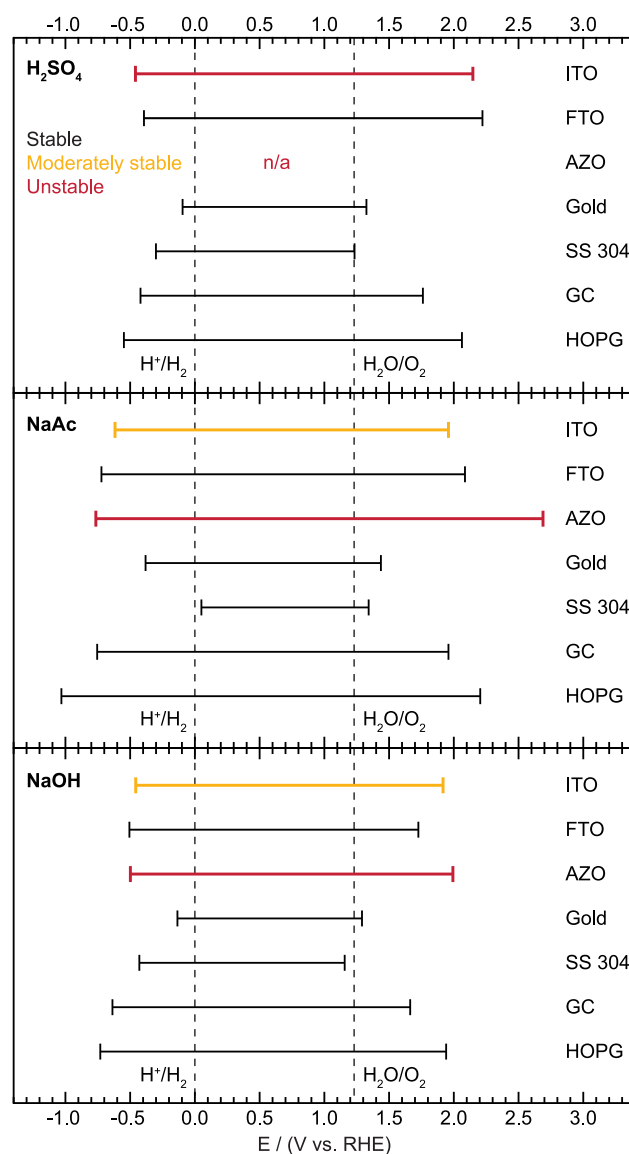 -1.0 -0.5 0.0 0.5 1.0 1.5 2.0 2.5 3.0
H₂SO₄
ITO
FTO
Stable
Moderately stable n/a AZO
Unstable
Gold
SS 304
GC
HOPG
H⁺/H₂ H₂O/O₂
NaAc
ITO
FTO
AZO
Gold
SS 304
GC
HOPG
H⁺/H₂ H₂O/O₂
NaOH
ITO
FTO
AZO
Gold
SS 304
GC
HOPG
H⁺/H₂ H₂O/O₂
-1.0 -0.5 0.0 0.5 1.0 1.5 2.0 2.5 3.0
E / (V vs. RHE)